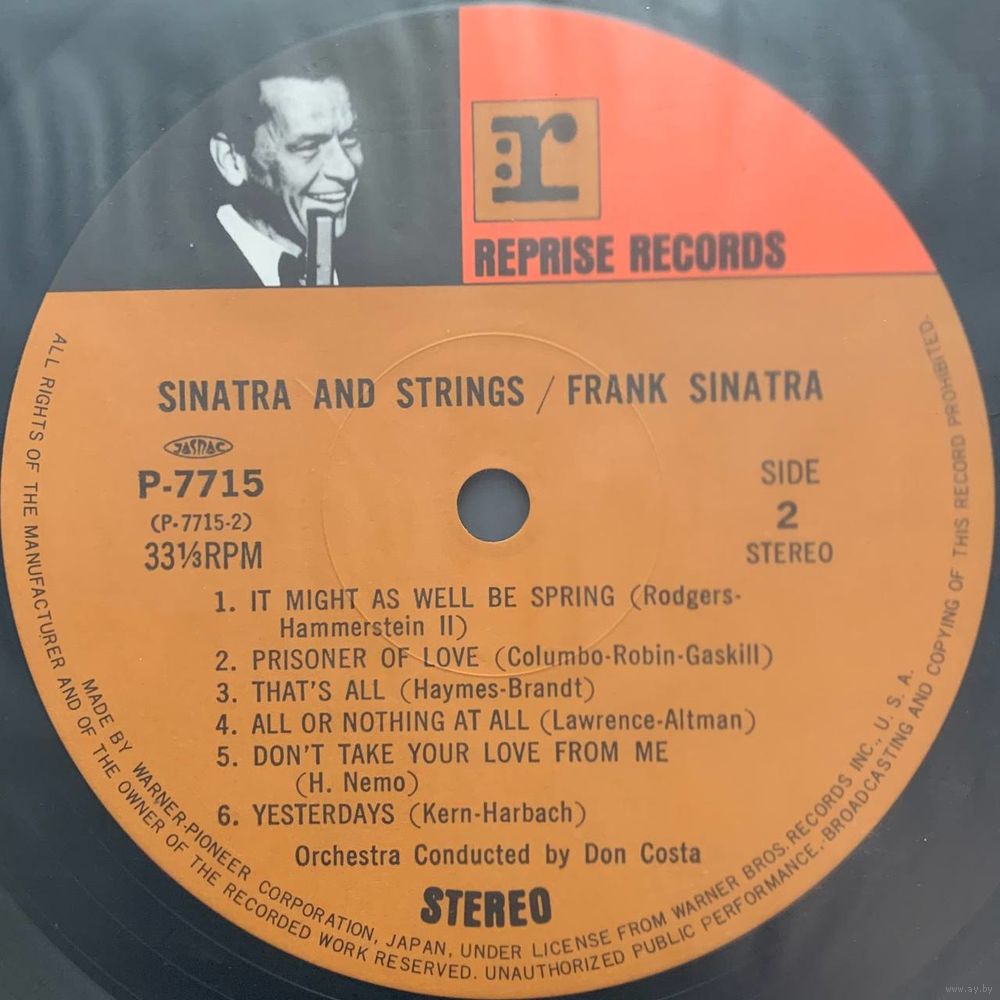 r
REPRISE RECORDS
SINATRA AND STRINGS / FRANK SINATRA
JASRAC
P-7715
(P-7715-2)
33⅓RPM
SIDE
2
STEREO
1. IT MIGHT AS WELL BE SPRING (Rodgers-
Hammerstein II)
2. PRISONER OF LOVE (Columbo-Robin-Gaskill)
3. THAT'S ALL (Haymes-Brandt)
4. ALL OR NOTHING AT ALL (Lawrence-Altman)
5. DON'T TAKE YOUR LOVE FROM ME
(H. Nemo)
6. YESTERDAYS (Kern-Harbach)
Orchestra Conducted by Don Costa
STEREO
MADE BY WARNER-PIONEER CORPORATION, JAPAN, UNDER LICENSE FROM WARNER BROS. RECORDS INC., U. S. A.
ALL RIGHTS OF THE MANUFACTURER AND OF THE OWNER OF THE RECORDED WORK RESERVED. UNAUTHORIZED PUBLIC PERFORMANCE, BROADCASTING AND COPYING OF THIS RECORD PROHIBITED.
www.ay.by